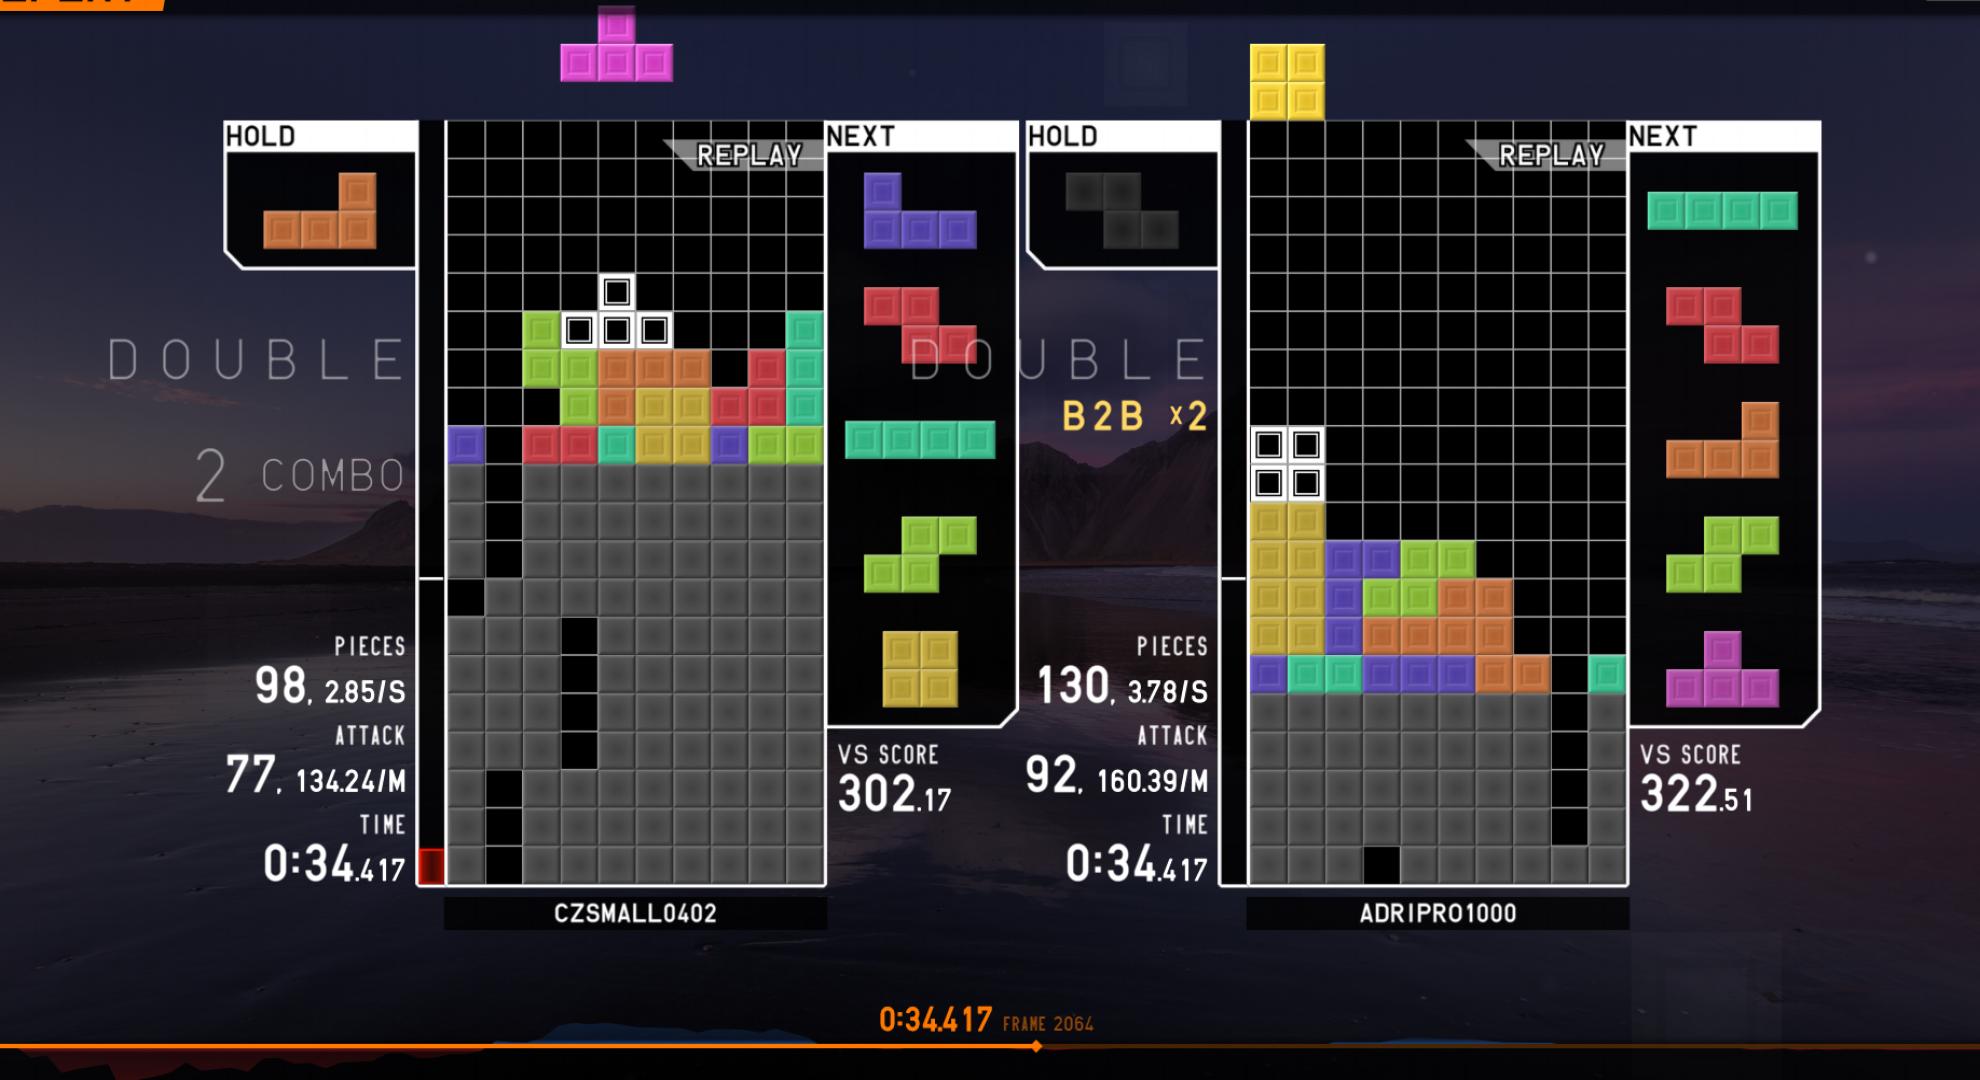 HOLD
REPLAY
NEXT
DOUBLE
2 COMBO
PIECES
98, 2.85/S
ATTACK
77, 134.24/M
TIME
0:34.417
VS SCORE
302.17
CZSMALL0402
HOLD
REPLAY
NEXT
DOUBLE
B2B x2
PIECES
130, 3.78/S
ATTACK
92, 160.39/M
TIME
0:34.417
VS SCORE
322.51
ADRIPRO1000
0:34.417 FRAME 2064